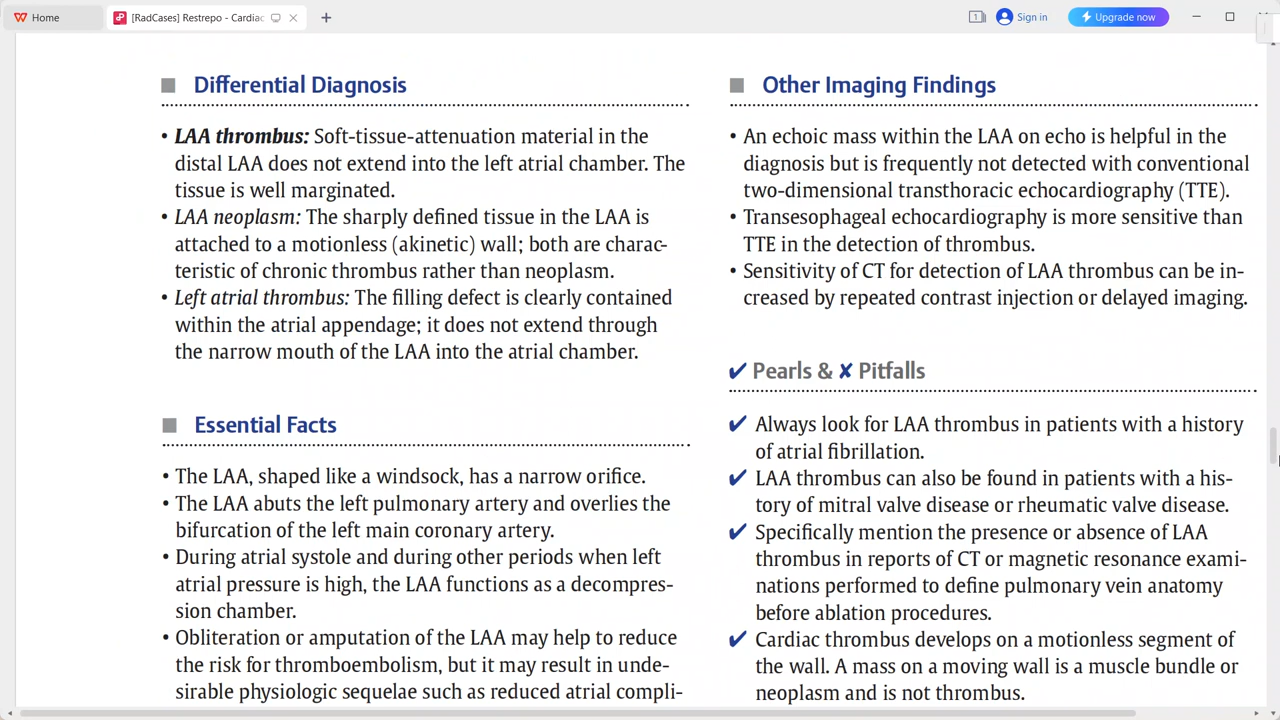 Home
[RadCases] Restrepo - Cardiac
1
Sign in
Upgrade now
Differential Diagnosis
• LAA thrombus: Soft-tissue-attenuation material in the
distal LAA does not extend into the left atrial chamber. The
tissue is well marginated.
• LAA neoplasm: The sharply defined tissue in the LAA is
attached to a motionless (akinetic) wall; both are charac-
teristic of chronic thrombus rather than neoplasm.
• Left atrial thrombus: The filling defect is clearly contained
within the atrial appendage; it does not extend through
the narrow mouth of the LAA into the atrial chamber.
Essential Facts
• The LAA, shaped like a windsock, has a narrow orifice.
• The LAA abuts the left pulmonary artery and overlies the
bifurcation of the left main coronary artery.
• During atrial systole and during other periods when left
atrial pressure is high, the LAA functions as a decompres-
sion chamber.
• Obliteration or amputation of the LAA may help to reduce
the risk for thromboembolism, but it may result in unde-
sirable physiologic sequelae such as reduced atrial compli-
Other Imaging Findings
• An echoic mass within the LAA on echo is helpful in the
diagnosis but is frequently not detected with conventional
two-dimensional transthoracic echocardiography (TTE).
• Transesophageal echocardiography is more sensitive than
TTE in the detection of thrombus.
• Sensitivity of CT for detection of LAA thrombus can be in-
creased by repeated contrast injection or delayed imaging.
✔ Pearls & ✘ Pitfalls
✔ Always look for LAA thrombus in patients with a history
of atrial fibrillation.
✔ LAA thrombus can also be found in patients with a his-
tory of mitral valve disease or rheumatic valve disease.
✔ Specifically mention the presence or absence of LAA
thrombus in reports of CT or magnetic resonance exami-
nations performed to define pulmonary vein anatomy
before ablation procedures.
✔ Cardiac thrombus develops on a motionless segment of
the wall. A mass on a moving wall is a muscle bundle or
neoplasm and is not thrombus.